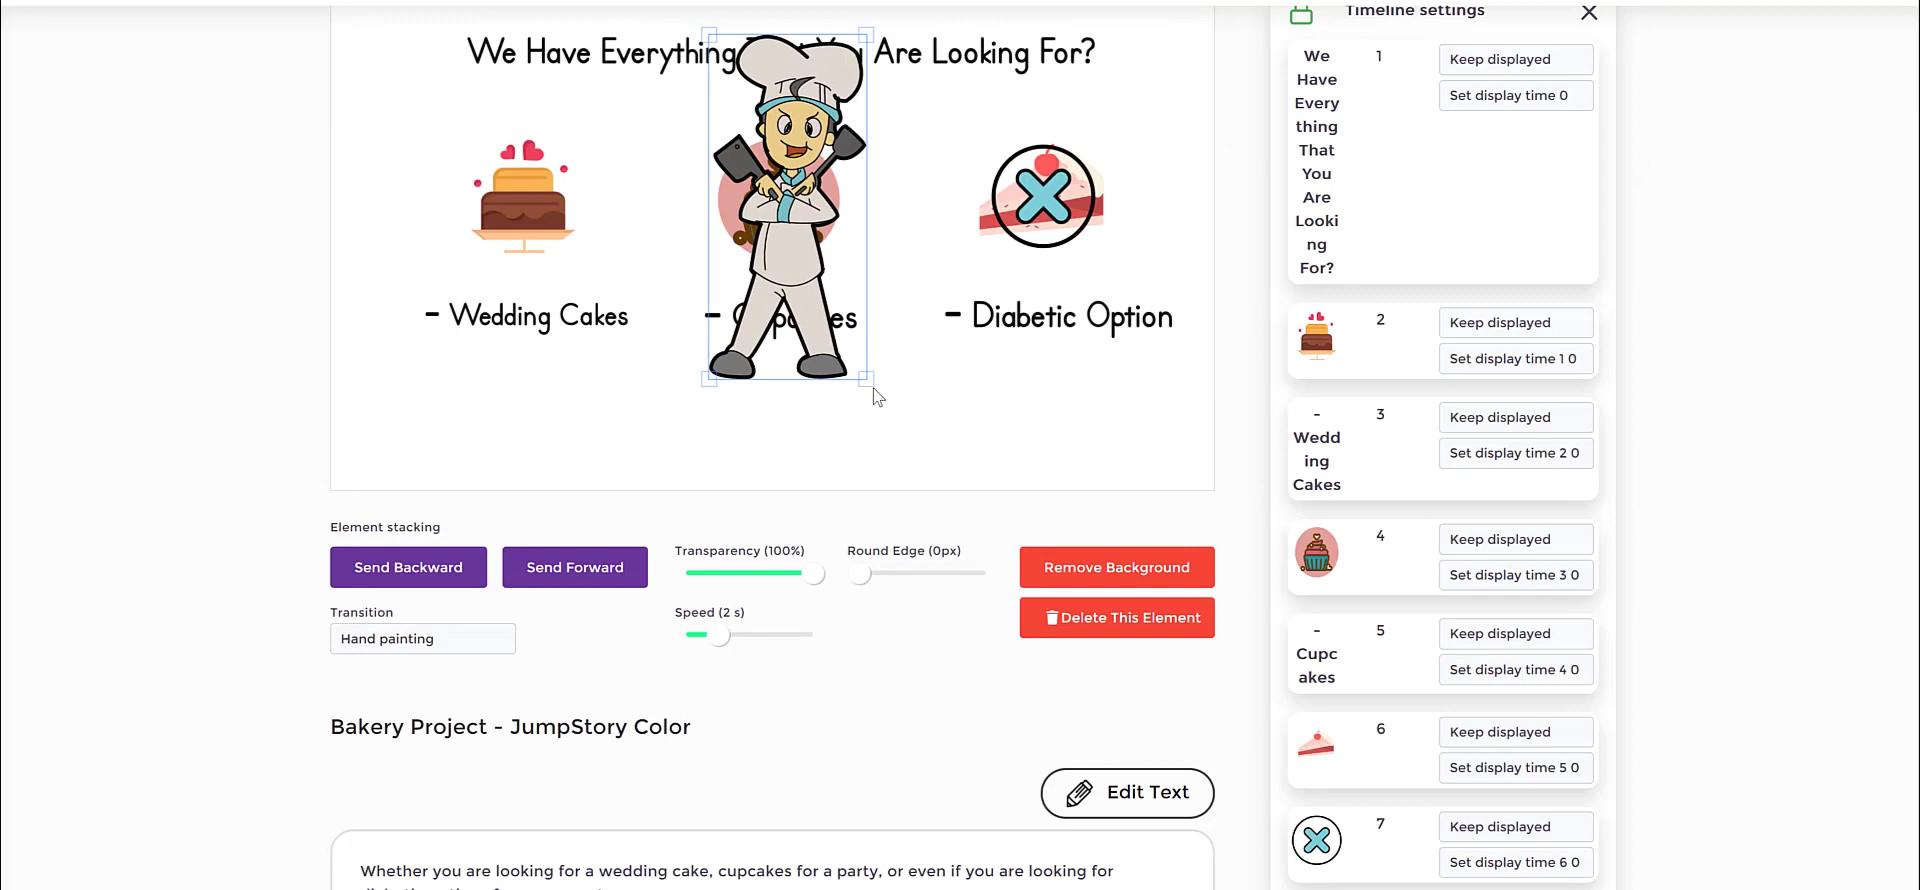 Timeline settings
We Have Everything You Are Looking For?
- Wedding Cakes
- Diabetic Option
Element stacking
Send Backward
Send Forward
Transparency (100%)
Round Edge (0px)
Remove Background
Transition
Hand painting
Speed (2 s)
Delete This Element
Bakery Project - JumpStory Color
Edit Text
Whether you are looking for a wedding cake, cupcakes for a party, or even if you are looking for
We
Have
Every
thing
That
You
Are
Looki
ng
For?
1
Keep displayed
Set display time 0
2
Keep displayed
Set display time 1 0
-
Wedd
ing
Cakes
3
Keep displayed
Set display time 2 0
4
Keep displayed
Set display time 3 0
-
Cupc
akes
5
Keep displayed
Set display time 4 0
6
Keep displayed
Set display time 5 0
7
Keep displayed
Set display time 6 0